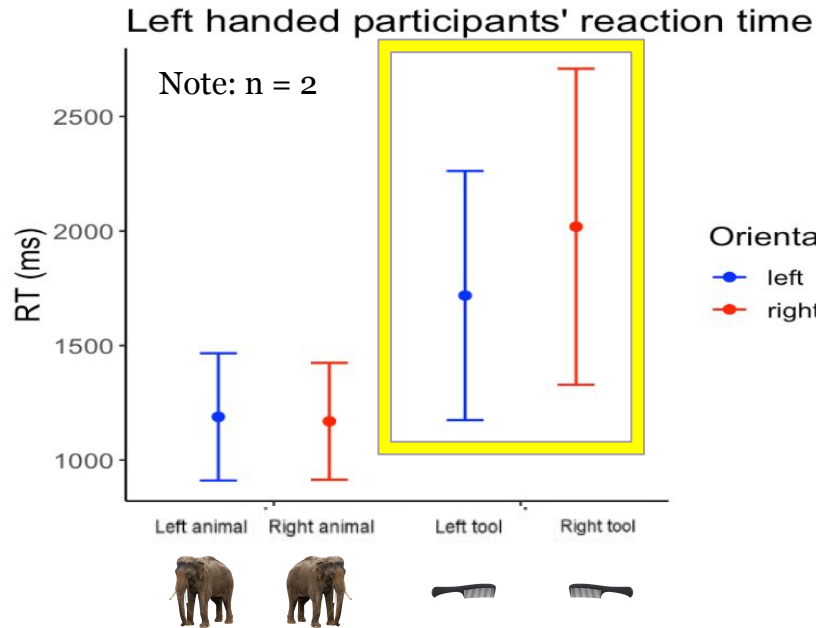 Left handed participants' reaction time
Note: n = 2
2500
2000
1500
1000
RT (ms)
Orienta
left
right
Left animal Right animal Left tool Right tool